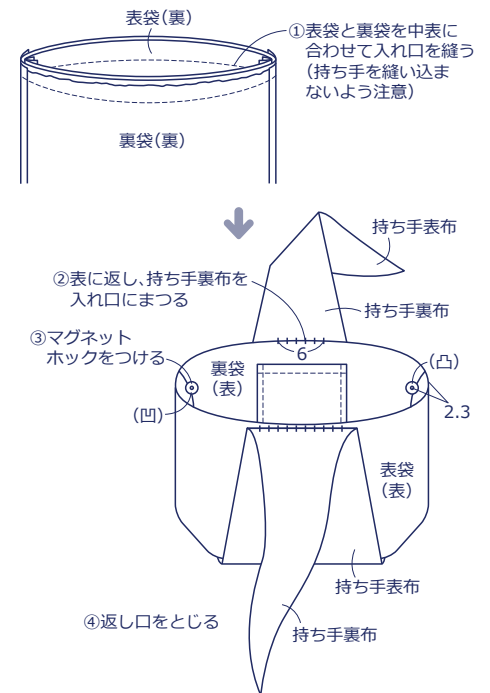 表袋(裏)
①表袋と裏袋を中表に
合わせて入れ口を縫う
(持ち手を縫い込ま
ないよう注意)
裏袋(裏)
持ち手表布
②表に返し、持ち手裏布を
入れ口にまつる
持ち手裏布
③マグネット
ホックをつける
6
裏袋
(表)
(凸)
(凹)
2.3
表袋
(表)
持ち手表布
④返し口をとじる
持ち手裏布